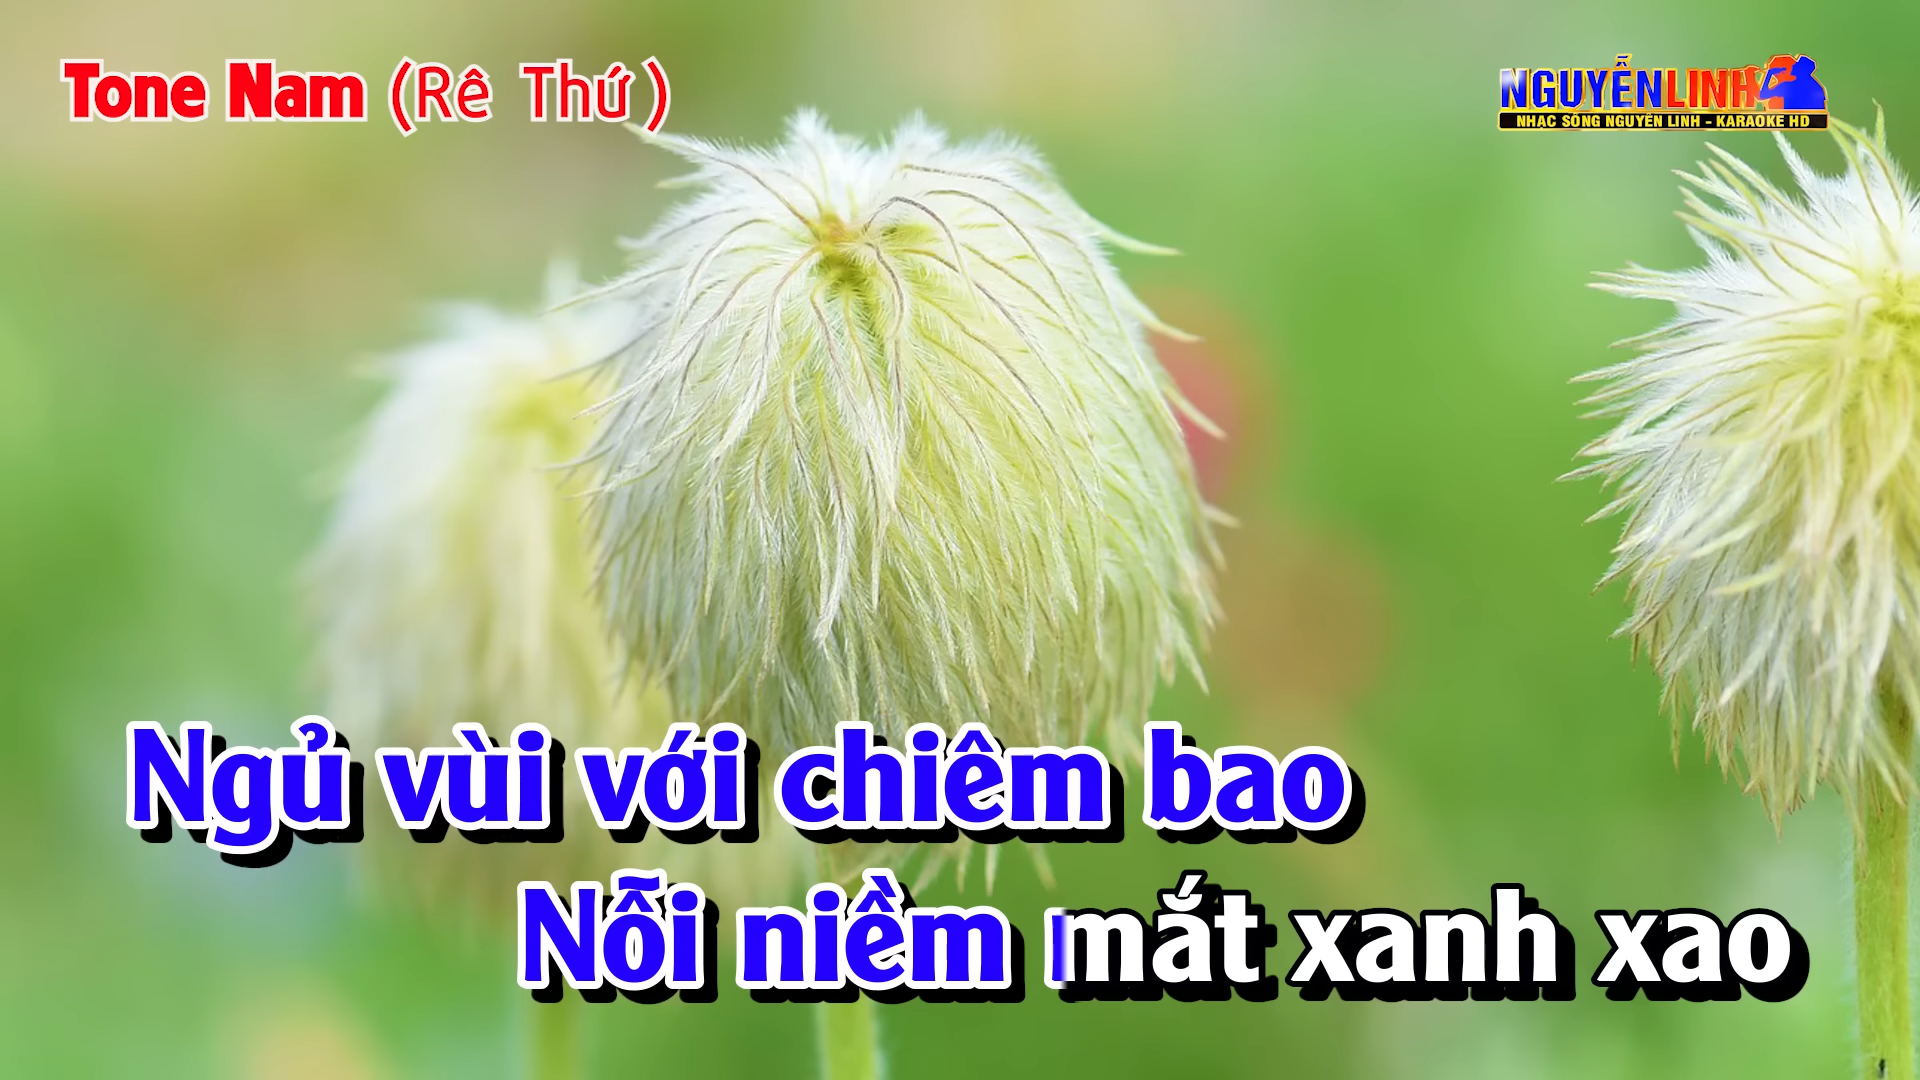 Tone Nam (Rê Thứ)
NGUYỄN LINH
NHẠC SỐNG NGUYỄN LINH - KARAOKE HD
Ngủ vùi với chiêm bao
Nỗi niềm mắt xanh xao